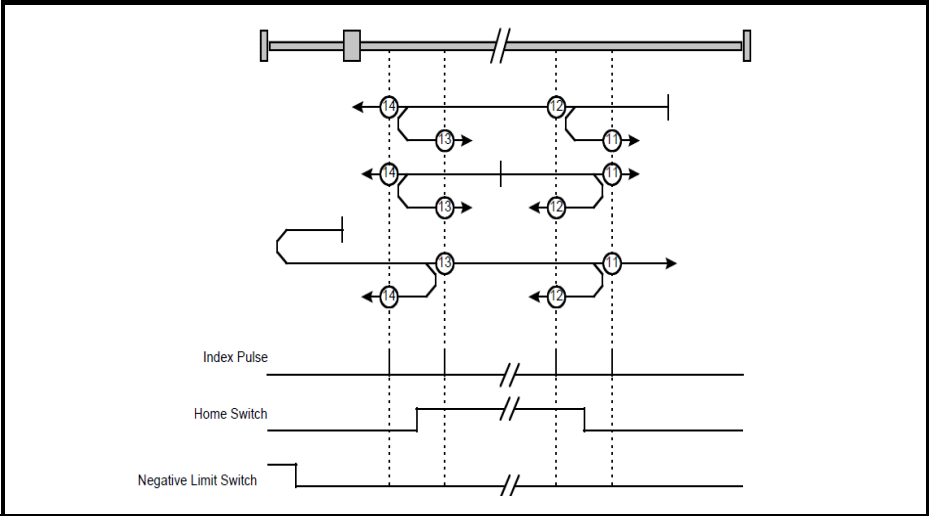 14 12
13 11
14 11
13 12
13 11
14 12
Index Pulse
Home Switch
Negative Limit Switch